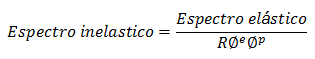 Espectro inelastico = Espectro elástico / RØᵉØᵖ